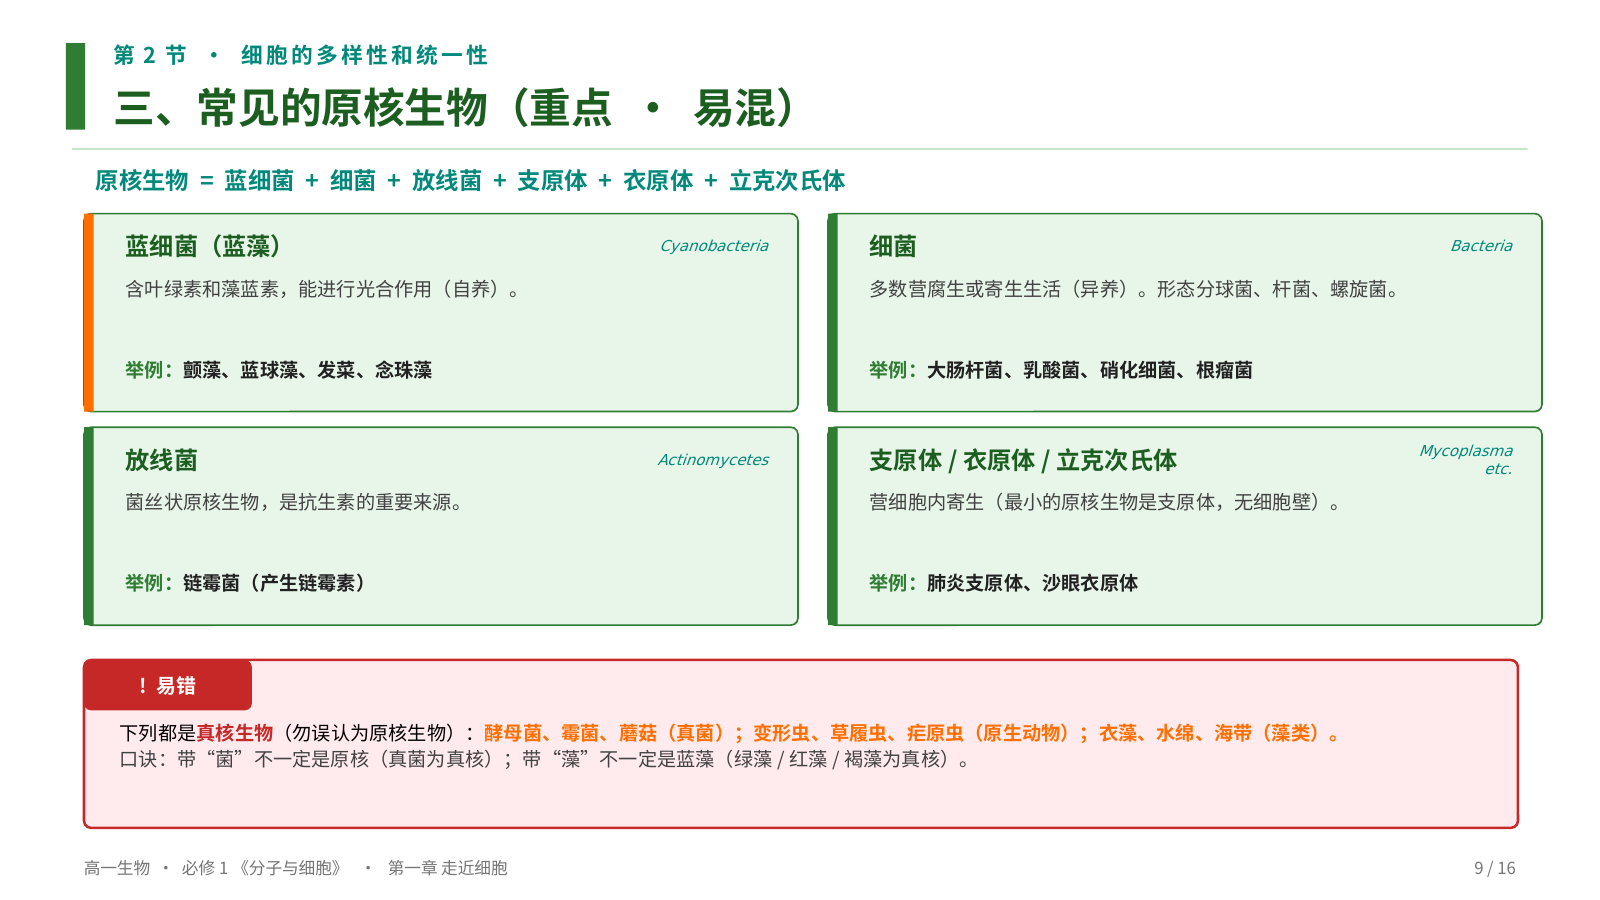 第 2 节 · 细胞的多样性和统一性
三、常见的原核生物（重点 · 易混）
原核生物 = 蓝细菌 + 细菌 + 放线菌 + 支原体 + 衣原体 + 立克次氏体
蓝细菌（蓝藻）
Cyanobacteria
含叶绿素和藻蓝素，能进行光合作用（自养）。
举例：颤藻、蓝球藻、发菜、念珠藻
细菌
Bacteria
多数营腐生或寄生生活（异养）。形态分球菌、杆菌、螺旋菌。
举例：大肠杆菌、乳酸菌、硝化细菌、根瘤菌
放线菌
Actinomycetes
菌丝状原核生物，是抗生素的重要来源。
举例：链霉菌（产生链霉素）
支原体 / 衣原体 / 立克次氏体
Mycoplasma
etc.
营细胞内寄生（最小的原核生物是支原体，无细胞壁）。
举例：肺炎支原体、沙眼衣原体
！易错
下列都是真核生物（勿误认为原核生物）：酵母菌、霉菌、蘑菇（真菌）；变形虫、草履虫、疟原虫（原生动物）；衣藻、水绵、海带（藻类）。
口诀：带“菌”不一定是原核（真菌为真核）；带“藻”不一定是蓝藻（绿藻 / 红藻 / 褐藻为真核）。
高一生物 · 必修 1 《分子与细胞》 · 第一章 走近细胞
9 / 16